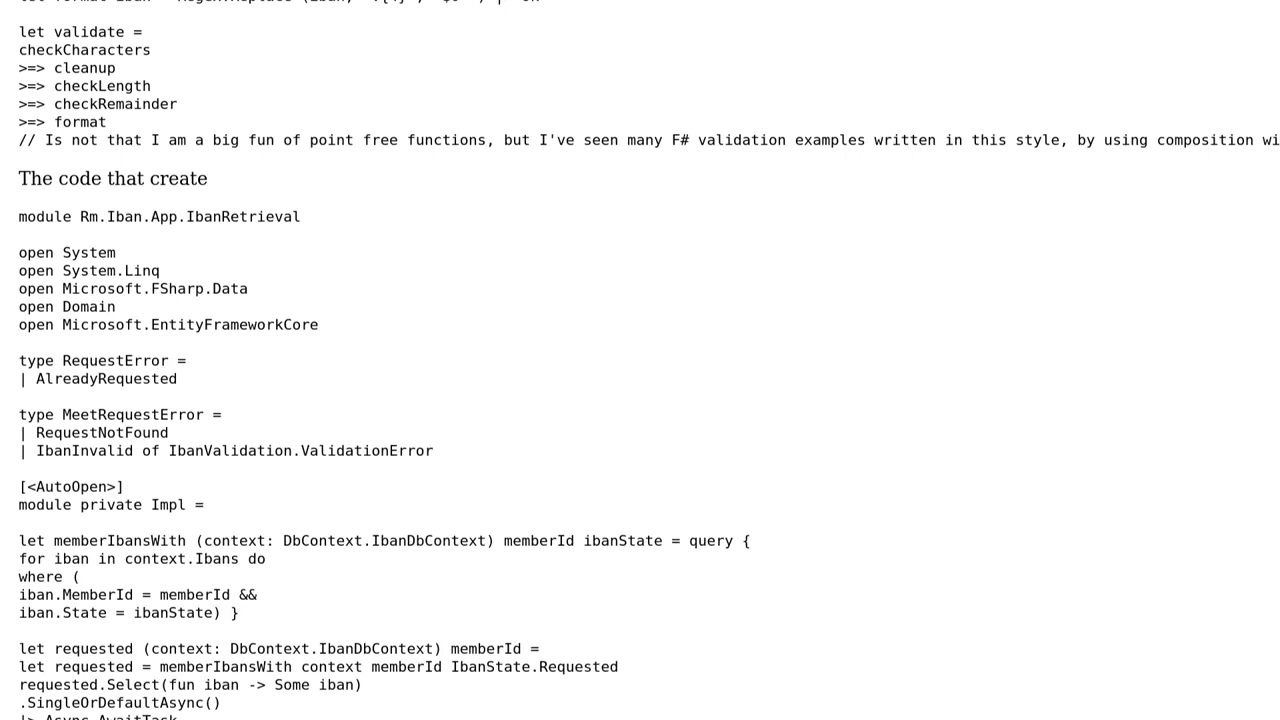 let validate =
checkCharacters
>=> cleanup
>=> checkLength
>=> checkRemainder
>=> format
// Is not that I am a big fun of point free functions, but I've seen many F# validation examples written in this style, by using composition wi
The code that create
module Rm.Iban.App.IbanRetrieval
open System
open System.Linq
open Microsoft.FSharp.Data
open Domain
open Microsoft.EntityFrameworkCore
type RequestError =
| AlreadyRequested
type MeetRequestError =
| RequestNotFound
| IbanInvalid of IbanValidation.ValidationError
[<AutoOpen>]
module private Impl =
let memberIbansWith (context: DbContext.IbanDbContext) memberId ibanState = query {
for iban in context.Ibans do
where (
iban.MemberId = memberId &&
iban.State = ibanState) }
let requested (context: DbContext.IbanDbContext) memberId =
let requested = memberIbansWith context memberId IbanState.Requested
requested.Select(fun iban -> Some iban)
.SingleOrDefaultAsync()
|> Async.AwaitTask